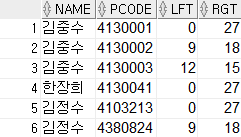 NAME PCODE LFT RGT
1 김중수 4130001 0 27
2 김중수 4130002 9 18
3 김중수 4130003 12 15
4 한장희 4130041 0 27
5 김정수 4103213 0 27
6 김정수 4380824 9 18